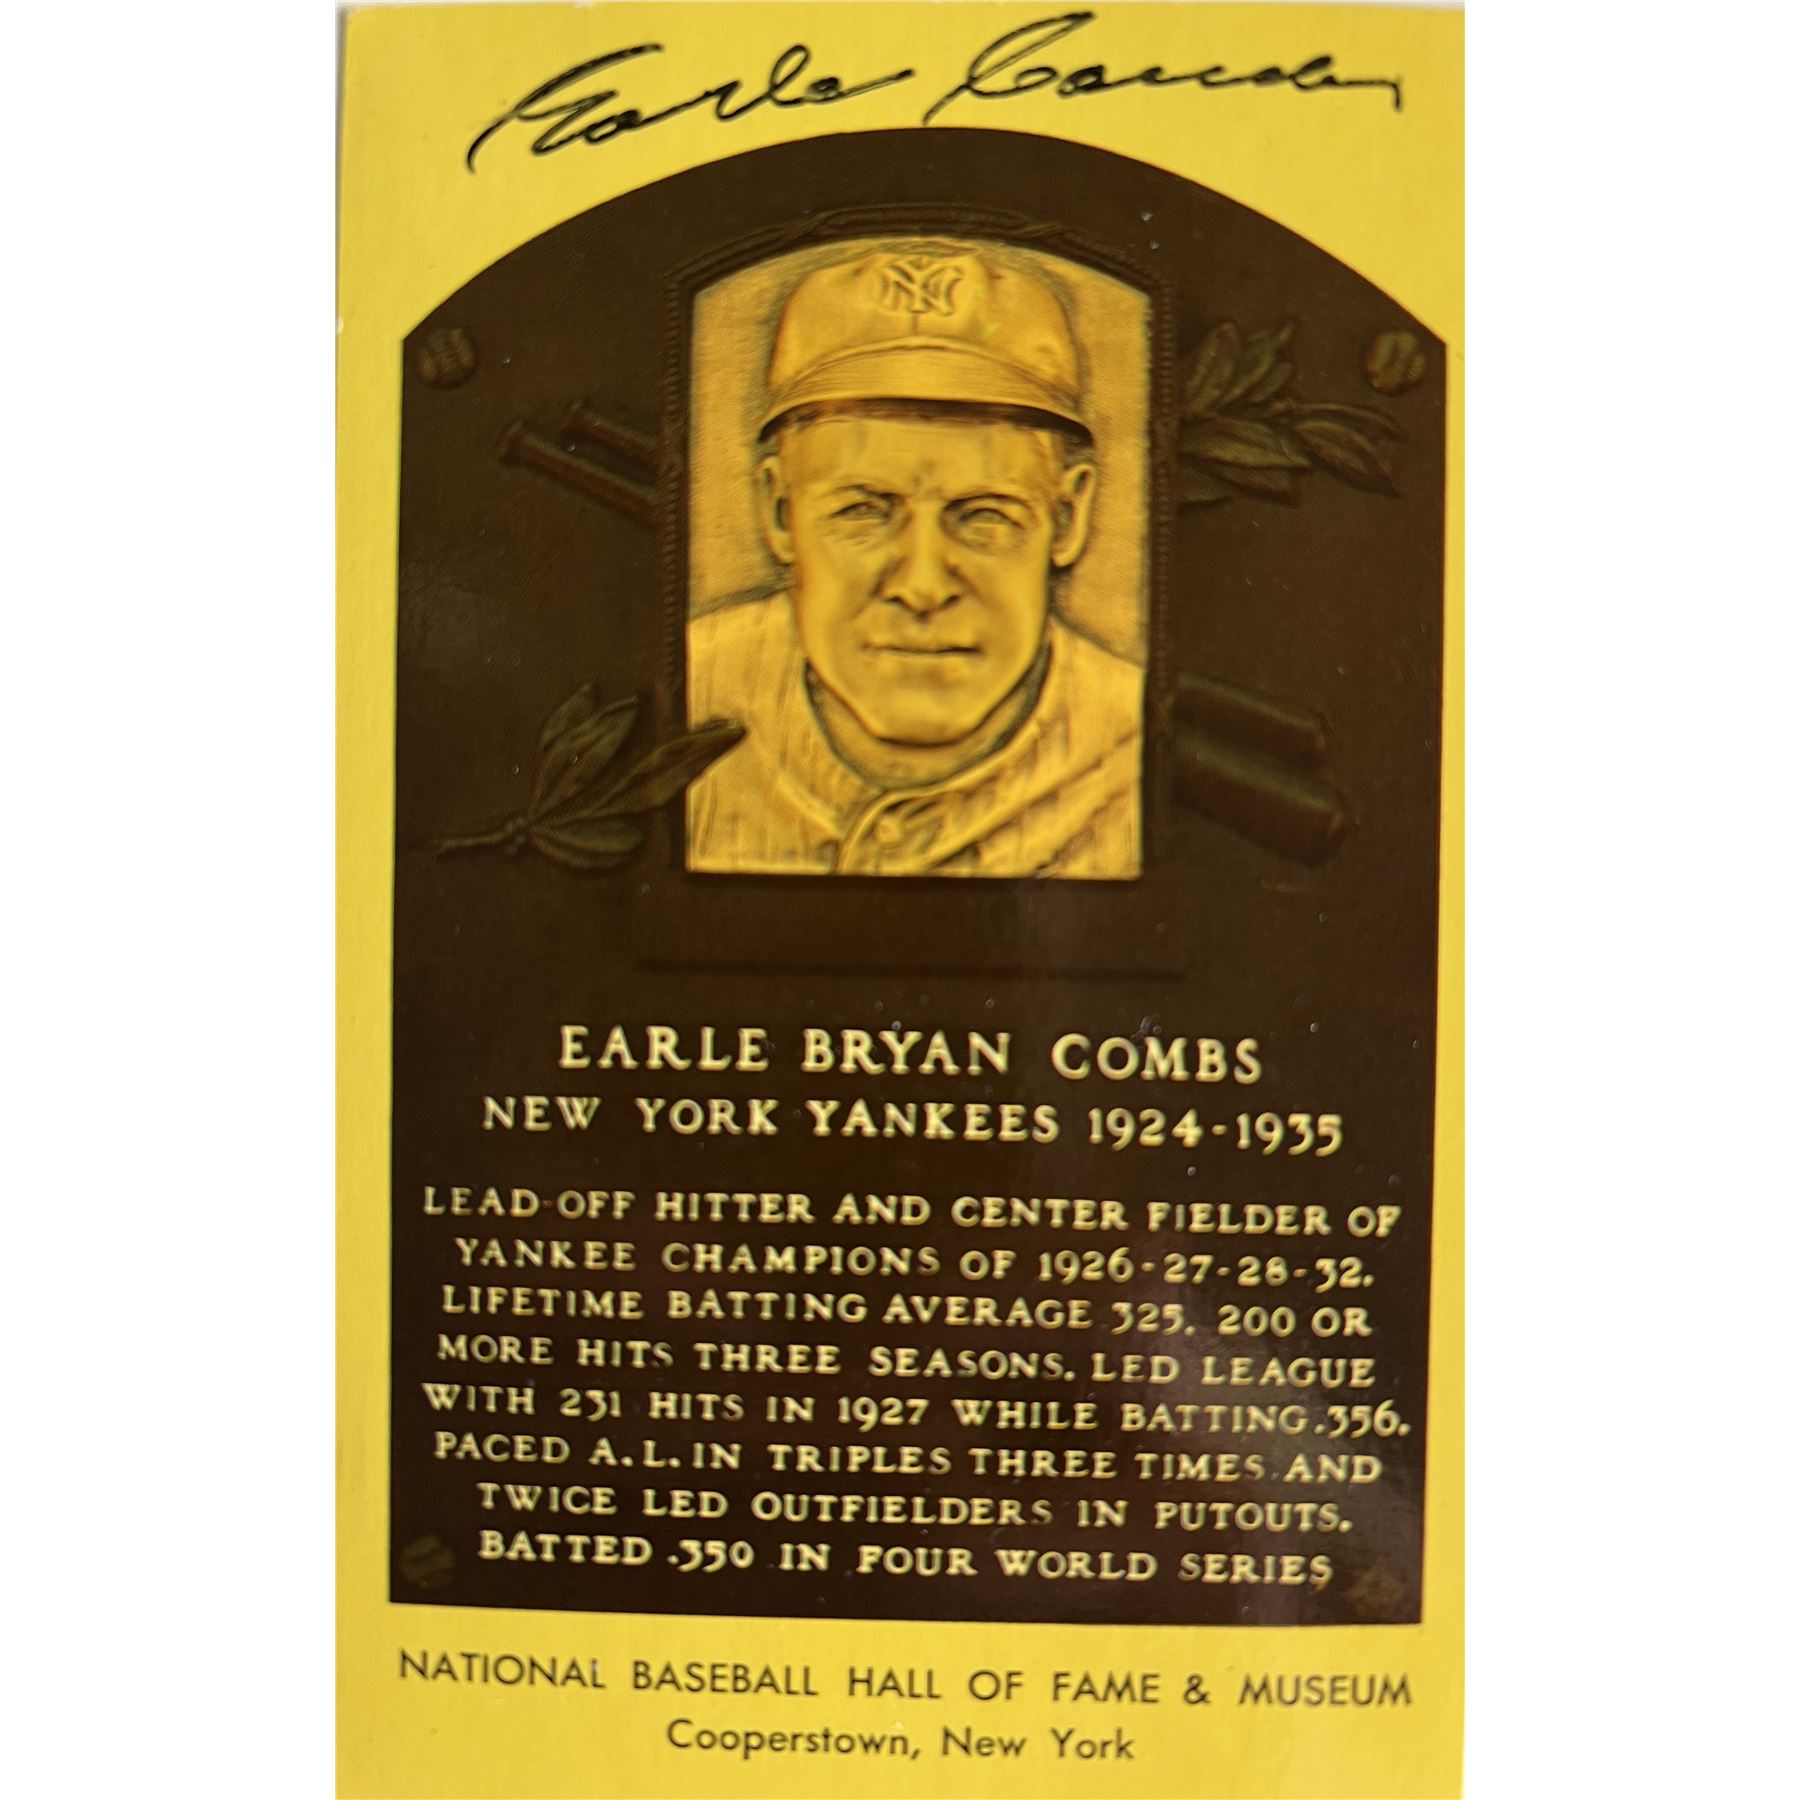 Earle Combs
NY
EARLE BRYAN COMBS
NEW YORK YANKEES 1924-1935
LEAD-OFF HITTER AND CENTER FIELDER OF
YANKEE CHAMPIONS OF 1926-27-28-32.
LIFETIME BATTING AVERAGE 325. 200 OR
MORE HITS THREE SEASONS. LED LEAGUE
WITH 231 HITS IN 1927 WHILE BATTING .356.
PACED A.L. IN TRIPLES THREE TIMES AND
TWICE LED OUTFIELDERS IN PUTOUTS.
BATTED .350 IN FOUR WORLD SERIES
NATIONAL BASEBALL HALL OF FAME & MUSEUM
Cooperstown, New York